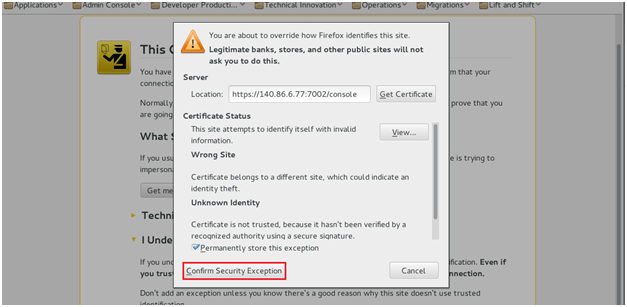 Applications
Admin Console
Developer Producti...
Technical Innovation
Operations
Migrations
Lift and Shift
This C
You have
connection
Normally,
you are going
What S
If you usu
impersona
Get me
Techni
I Unde
If you unc
you trus
Don't add an exception unless you know there's a good reason why this site doesn't use trusted
identification.
m that your
prove that you
e is trying to
ification. Even if
onnection.
You are about to override how Firefox identifies this site.
Legitimate banks, stores, and other public sites will not
ask you to do this.
Server
Location: https://140.86.6.77:7002/console Get Certificate
Certificate Status
This site attempts to identify itself with invalid
information.
View...
Wrong Site
Certificate belongs to a different site, which could indicate an
identity theft.
Unknown Identity
Certificate is not trusted, because it hasn't been verified by a
recognized authority using a secure signature.
Permanently store this exception
Confirm Security Exception Cancel